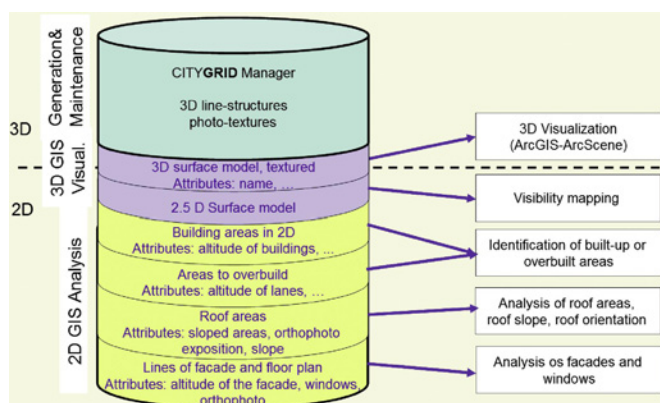 Generation&
Maintenance
3D GIS
Visual.
2D GIS Analysis
3D
2D
CITYGRID Manager
3D line-structures
photo-textures
3D surface model, textured
Attributes: name, ...
2.5 D Surface model
Building areas in 2D
Attributes: altitude of buildings, ...
Areas to overbuild
Attributes: altitude of lanes, ...
Roof areas
Attributes: sloped areas, orthophoto
exposition, slope
Lines of facade and floor plan
Attributes: altitude of the facade, windows,
orthophoto
3D Visualization
(ArcGIS-ArcScene)
Visibility mapping
Identification of built-up or
overbuilt areas
Analysis of roof areas,
roof slope, roof orientation
Analysis os facades and
windows